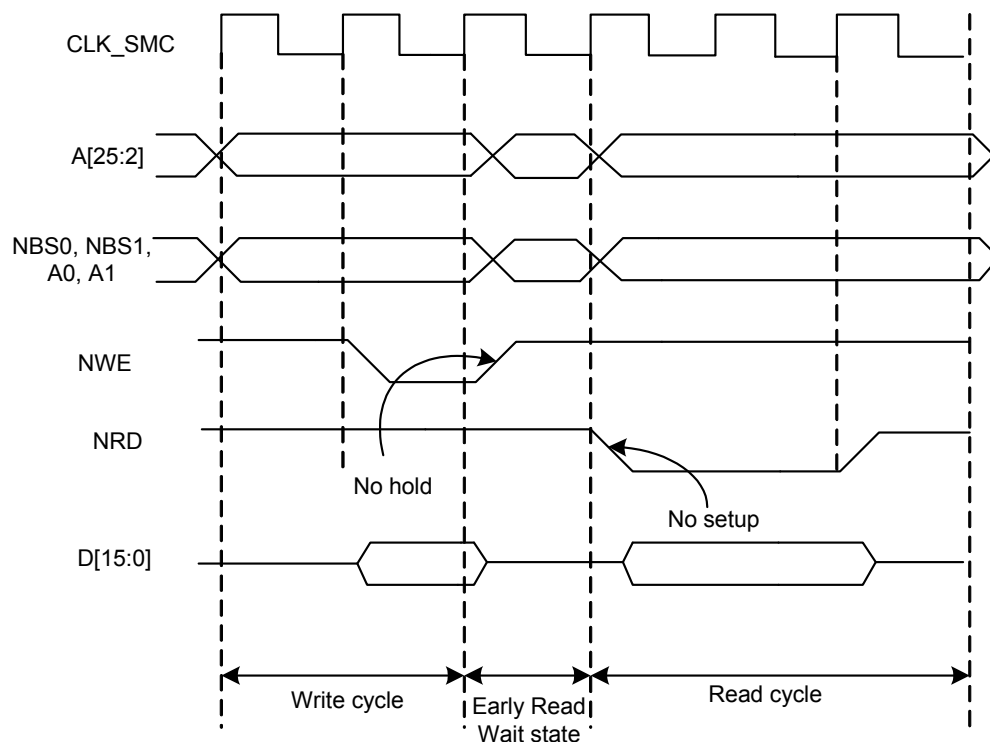 CLK_SMC
A[25:2]
NBS0, NBS1,
A0, A1
NWE
NRD
No hold
No setup
D[15:0]
Write cycle
Early Read
Wait state
Read cycle